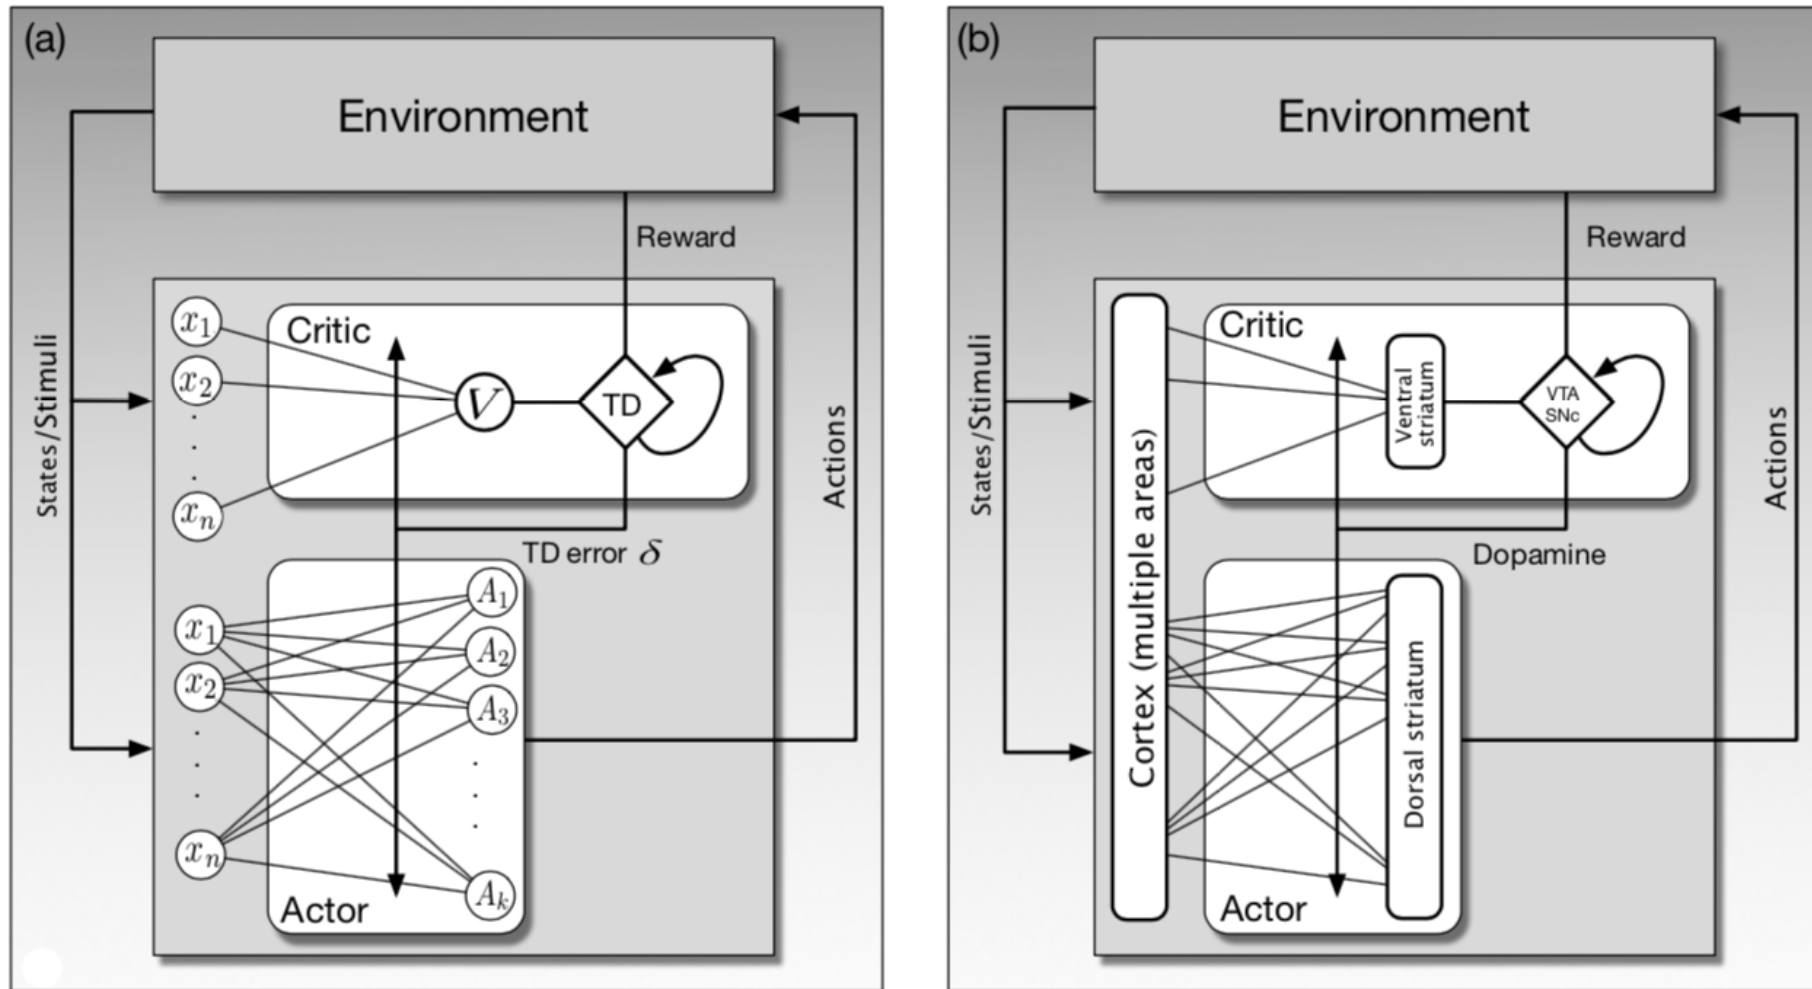 (a)
Environment
Reward
States/Stimuli
Actions
Critic
x1
x2
xn
V
TD
TD error δ
x1
x2
xn
A1
A2
A3
Ak
Actor
(b)
Environment
Reward
States/Stimuli
Actions
Cortex (multiple areas)
Critic
Ventral
striatum
VTA
SNc
Dopamine
Dorsal striatum
Actor